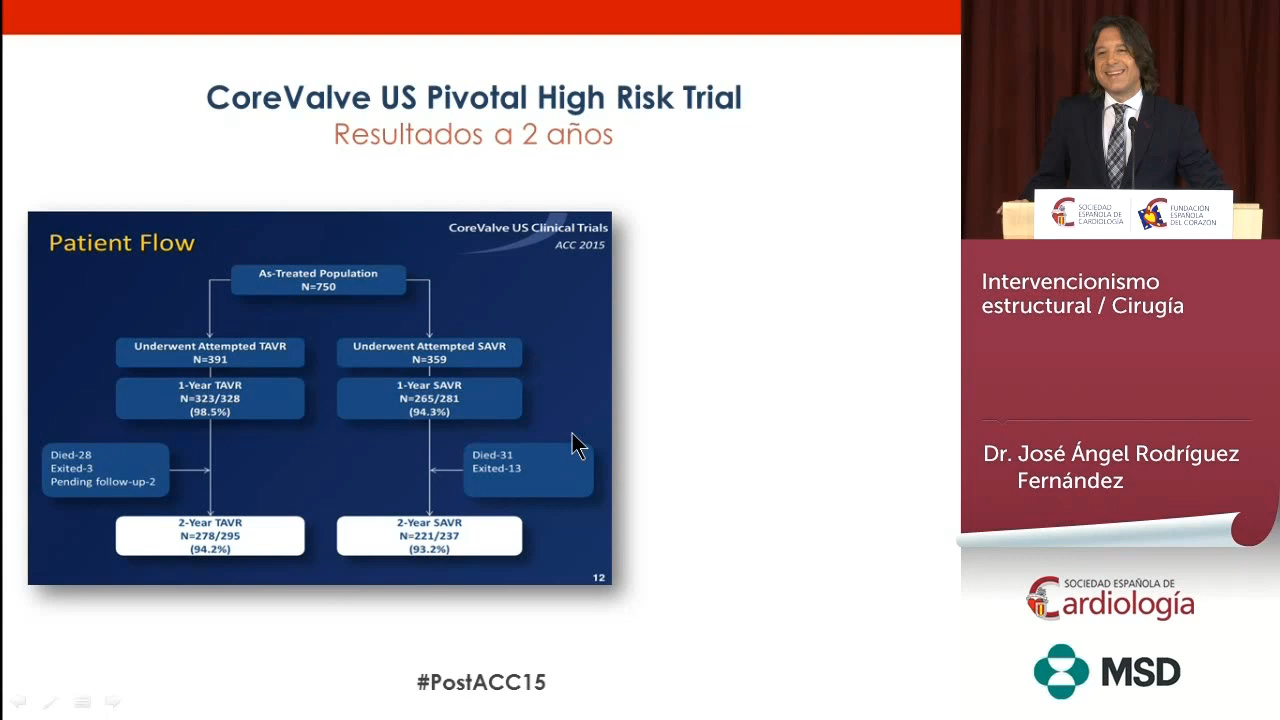 CoreValve US Pivotal High Risk Trial
Resultados a 2 años
CoreValve US Clinical Trials
ACC 2015
Patient Flow
As-Treated Population
N=750
Underwent Attempted TAVR
N=391
Underwent Attempted SAVR
N=359
1-Year TAVR
N=323/328
(98.5%)
1-Year SAVR
N=265/281
(94.3%)
Died-28
Exited-3
Pending follow-up-2
Died-31
Exited-13
2-Year TAVR
N=278/295
(94.2%)
2-Year SAVR
N=221/237
(93.2%)
12
#PostACC15
SOCIEDAD
ESPAÑOLA DE
CARDIOLOGÍA
FUNDACIÓN
ESPAÑOLA
DEL CORAZÓN
Intervencionismo
estructural / Cirugía
Dr. José Ángel Rodríguez
Fernández
SOCIEDAD ESPAÑOLA DE
Cardiología
MSD